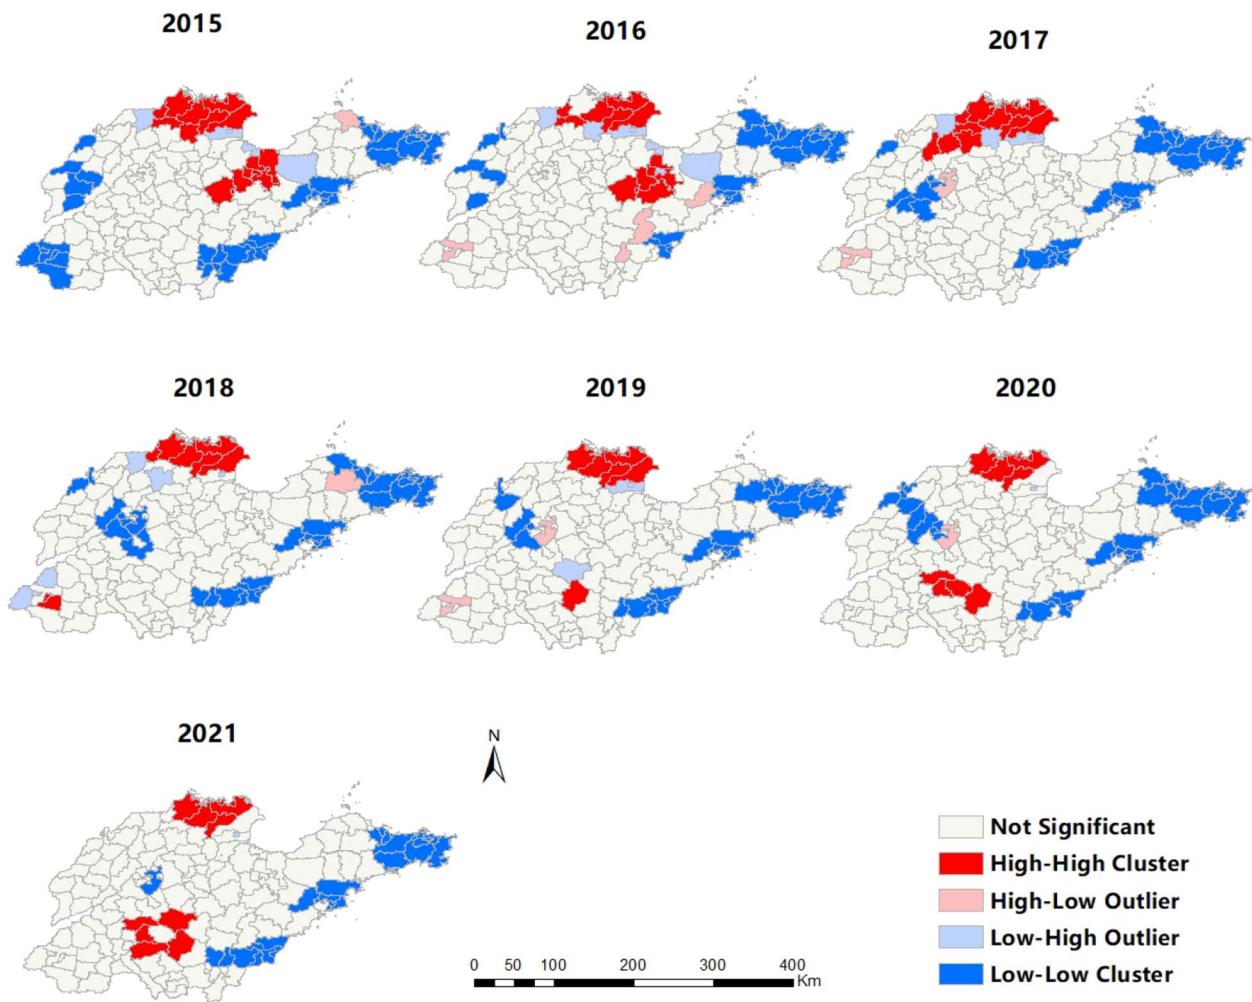 2015
2016
2017
2018
2019
2020
2021
N
0 50 100 200 300 400
Km
Not Significant
High-High Cluster
High-Low Outlier
Low-High Outlier
Low-Low Cluster